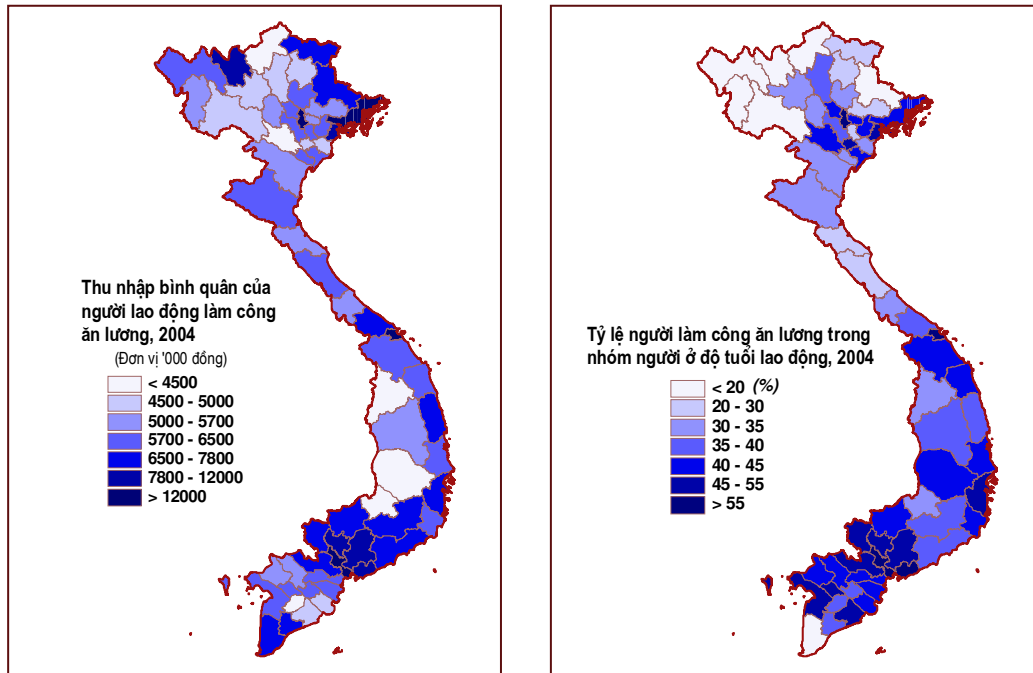 Thu nhập bình quân của
người lao động làm công
ăn lương, 2004
(Đơn vị '000 đồng)
< 4500
4500 - 5000
5000 - 5700
5700 - 6500
6500 - 7800
7800 - 12000
> 12000
Tỷ lệ người làm công ăn lương trong
nhóm người ở độ tuổi lao động, 2004
< 20 (%)
20 - 30
30 - 35
35 - 40
40 - 45
45 - 55
> 55